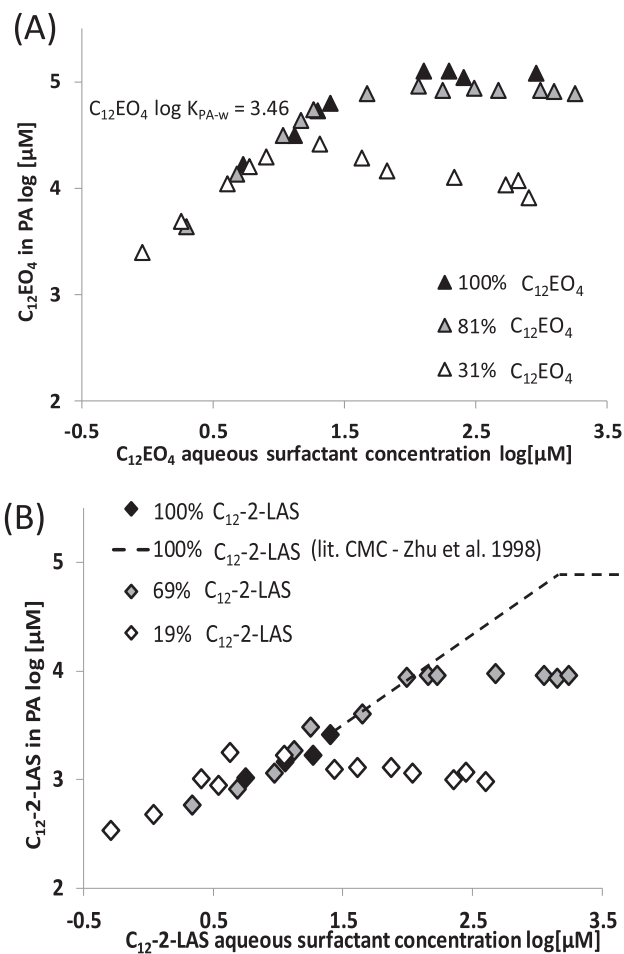 (A)
5
C₁₂EO₄ log K_PA-w = 3.46
4
C₁₂EO₄ in PA log [µM]
3
100% C₁₂EO₄
81% C₁₂EO₄
31% C₁₂EO₄
2
-0.5 0.5 1.5 2.5 3.5
C₁₂EO₄ aqueous surfactant concentration log[µM]
(B)
100% C₁₂-2-LAS
100% C₁₂-2-LAS (lit. CMC - Zhu et al. 1998)
69% C₁₂-2-LAS
19% C₁₂-2-LAS
5
4
C₁₂-2-LAS in PA log [µM]
3
2
-0.5 0.5 1.5 2.5 3.5
C₁₂-2-LAS aqueous surfactant concentration log[µM]